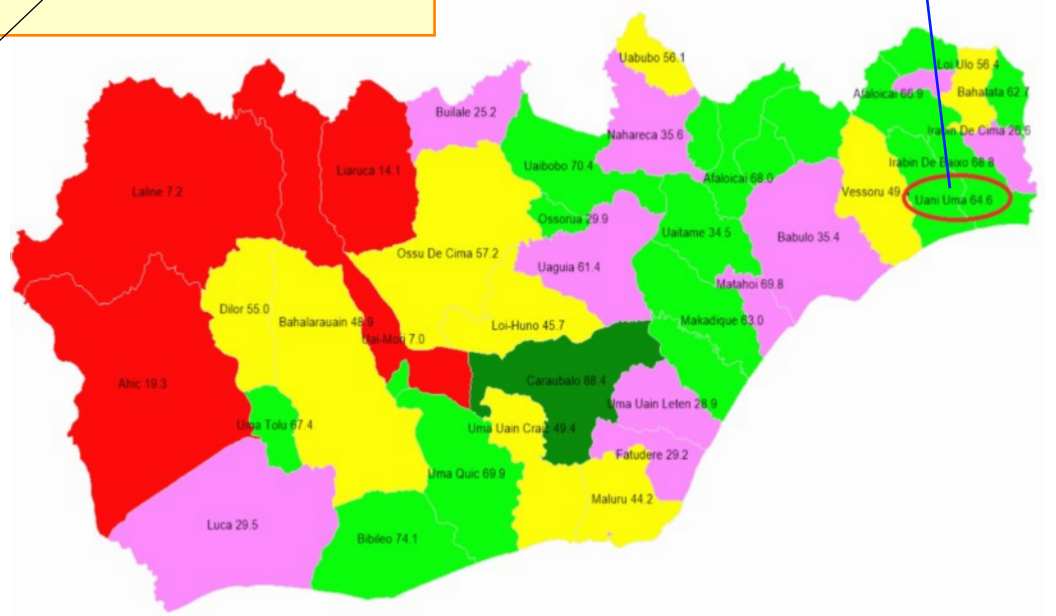 Uabubo 56.1
Loi Ulo 56.4
Afaloicai 66.9
Bahatata 62.7
Builale 25.2
Nahareca 35.6
Irabin De Cima 26.6
Uaibobo 70.4
Irabin De Baixo 68.8
Liaruca 14.1
Afaloicai 68.0
Laline 7.2
Vessoru 49.
Uani Uma 64.6
Ossorua 29.9
Uaitame 34.5
Babulo 35.4
Ossu De Cima 57.2
Uaguia 61.4
Matahoi 69.8
Dilor 55.0
Bahalarauain 48.9
Makadique 63.0
Loi-Huno 45.7
Uai-Mori 7.0
Ahic 19.3
Caraubalo 88.4
Uma Uain Leten 28.9
Uma Tolu 67.4
Uma Uain Craic 49.4
Fatudere 29.2
Uma Quic 69.9
Maluru 44.2
Luca 29.5
Bibileo 74.1